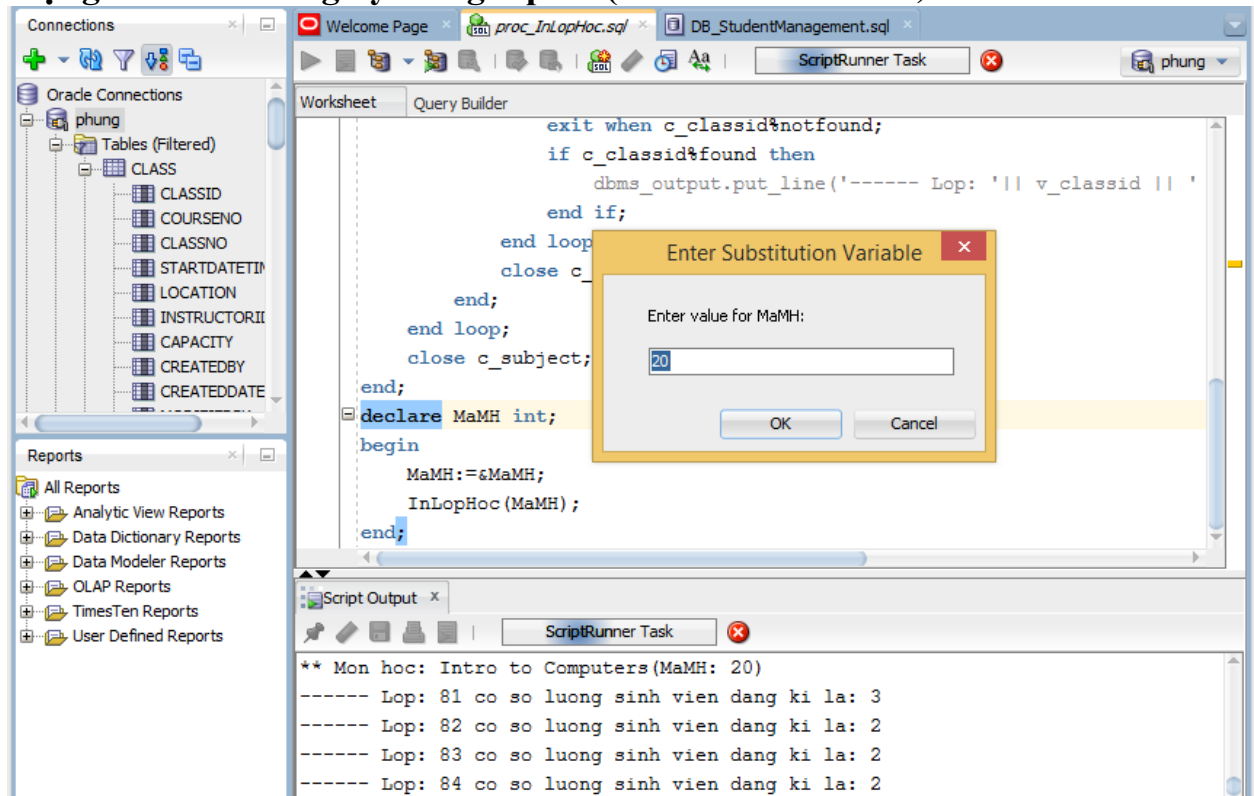 Connections
Oracle Connections
phung
Tables (Filtered)
CLASS
CLASSID
COURSENO
CLASSNO
STARTDATETIM
LOCATION
INSTRUCTORID
CAPACITY
CREATEDBY
CREATEDDATE
Reports
All Reports
Analytic View Reports
Data Dictionary Reports
Data Modeler Reports
OLAP Reports
TimesTen Reports
User Defined Reports
Welcome Page
proc_InLopHoc.sql
DB_StudentManagement.sql
ScriptRunner Task
phung
Worksheet
Query Builder
exit when c_classid%notfound;
if c_classid%found then
dbms_output.put_line('------ Lop: '|| v_classid || '
end if;
end loop
close c_
end;
end loop;
close c_subject;
end;
declare MaMH int;
begin
MaMH:=&MaMH;
InLopHoc(MaMH);
end;
Enter Substitution Variable
Enter value for MaMH:
20
OK
Cancel
Script Output
ScriptRunner Task
** Mon hoc: Intro to Computers(MaMH: 20)
------ Lop: 81 co so luong sinh vien dang ki la: 3
------ Lop: 82 co so luong sinh vien dang ki la: 2
------ Lop: 83 co so luong sinh vien dang ki la: 2
------ Lop: 84 co so luong sinh vien dang ki la: 2